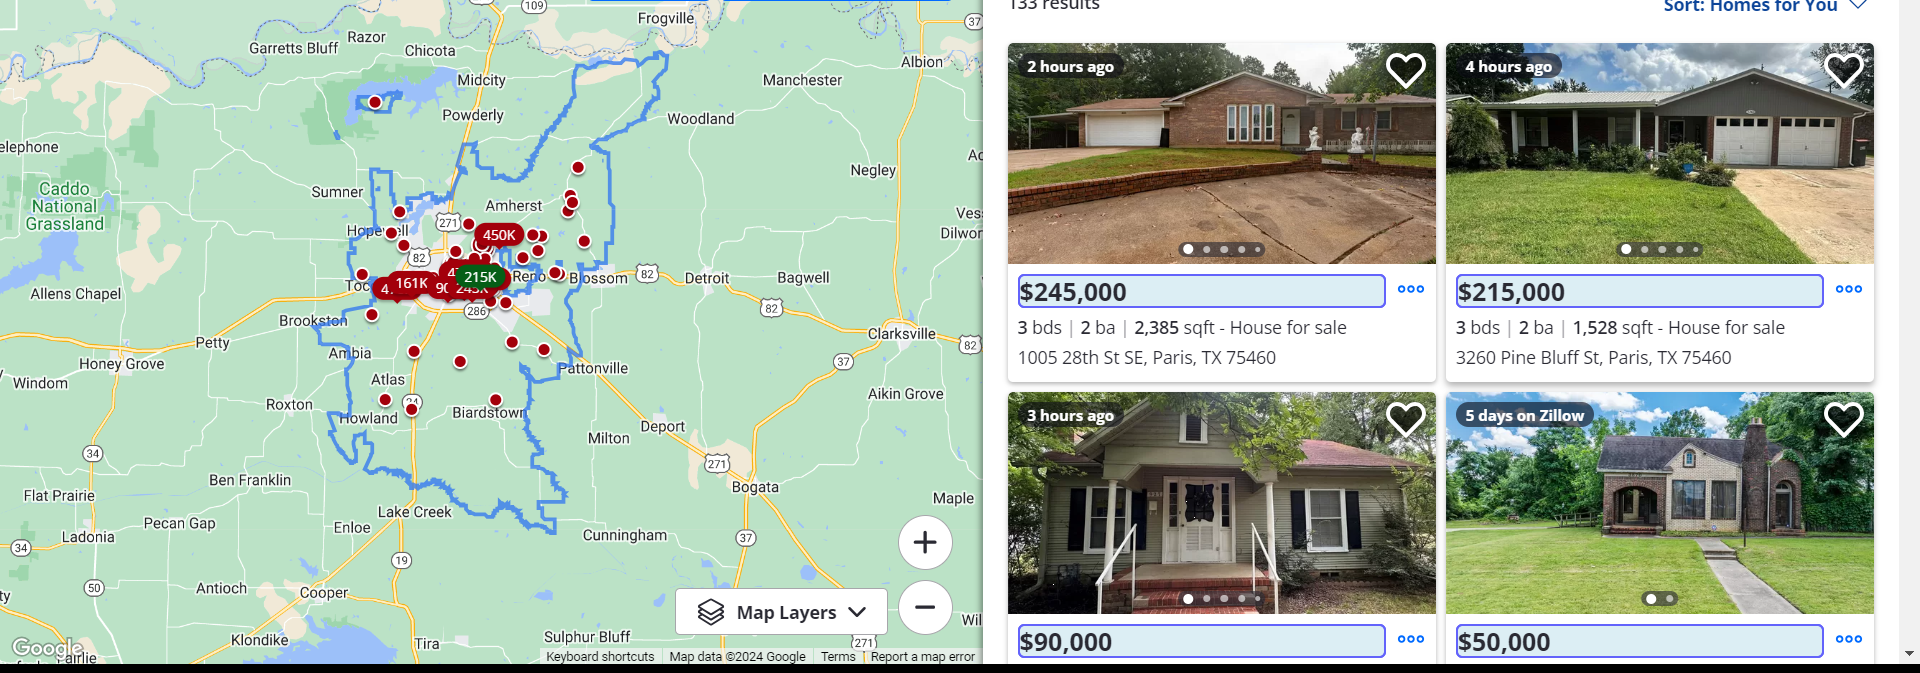 109
Frogville
37
Razor
Garretts Bluff
Chicota
Albion
Midcity
Manchester
Powderly
Woodland
elephone
Negley
Caddo
National
Grassland
Sumner
Amherst
271
450K
Hopewell
Dilwor
82
215K
161K
Reno
Blossom
82
Detroit
Bagwell
Allens Chapel
286
82
Brookston
Clarksville
82
Petty
Ambia
37
Honey Grove
Pattonville
Windom
Atlas
Aikin Grove
Roxton
24
Howland
Biardstown
Deport
Milton
34
271
Ben Franklin
Bogata
Flat Prairie
Maple
Lake Creek
Pecan Gap
Enloe
Cunningham
Ladonia
37
34
19
50
Antioch
Cooper
Map Layers
Klondike
Tira
Sulphur Bluff
271
Google
Keyboard shortcuts
Map data ©2024 Google
Terms
Report a map error
133 results
Sort: Homes for You
2 hours ago
$245,000
3 bds | 2 ba | 2,385 sqft - House for sale
1005 28th St SE, Paris, TX 75460
4 hours ago
$215,000
3 bds | 2 ba | 1,528 sqft - House for sale
3260 Pine Bluff St, Paris, TX 75460
3 hours ago
$90,000
5 days on Zillow
$50,000